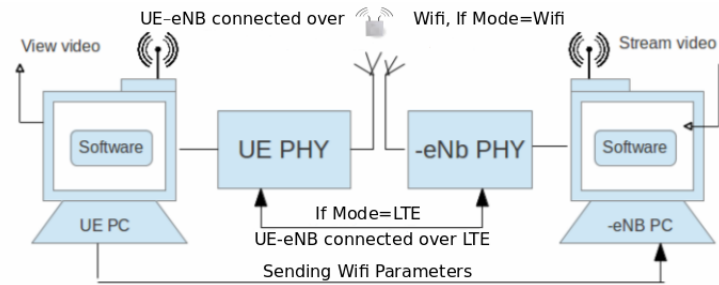 UE-eNB connected over Wifi, If Mode=Wifi
View video
Stream video
Software
UE PHY
-eNb PHY
Software
If Mode=LTE
UE PC
UE-eNB connected over LTE
-eNB PC
Sending Wifi Parameters